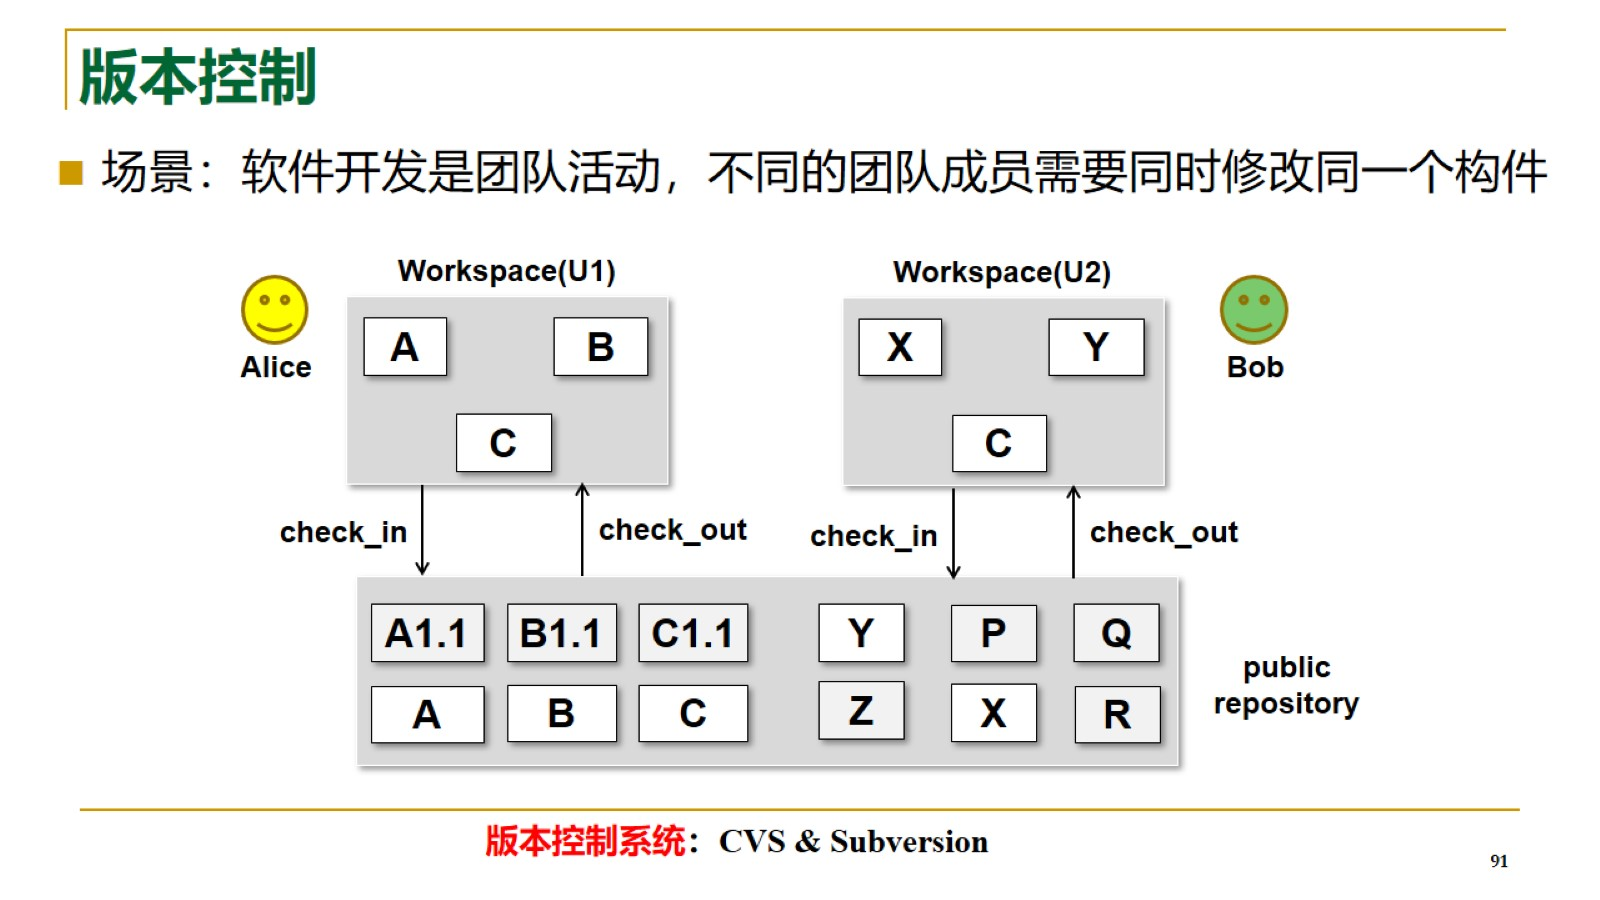 版本控制
场景：软件开发是团队活动，不同的团队成员需要同时修改同一个构件
Workspace(U1)
Workspace(U2)
Alice
A
B
C
X
Y
C
Bob
check_in
check_out
check_in
check_out
A1.1
B1.1
C1.1
Y
P
Q
A
B
C
Z
X
R
public
repository
版本控制系统：CVS & Subversion
91